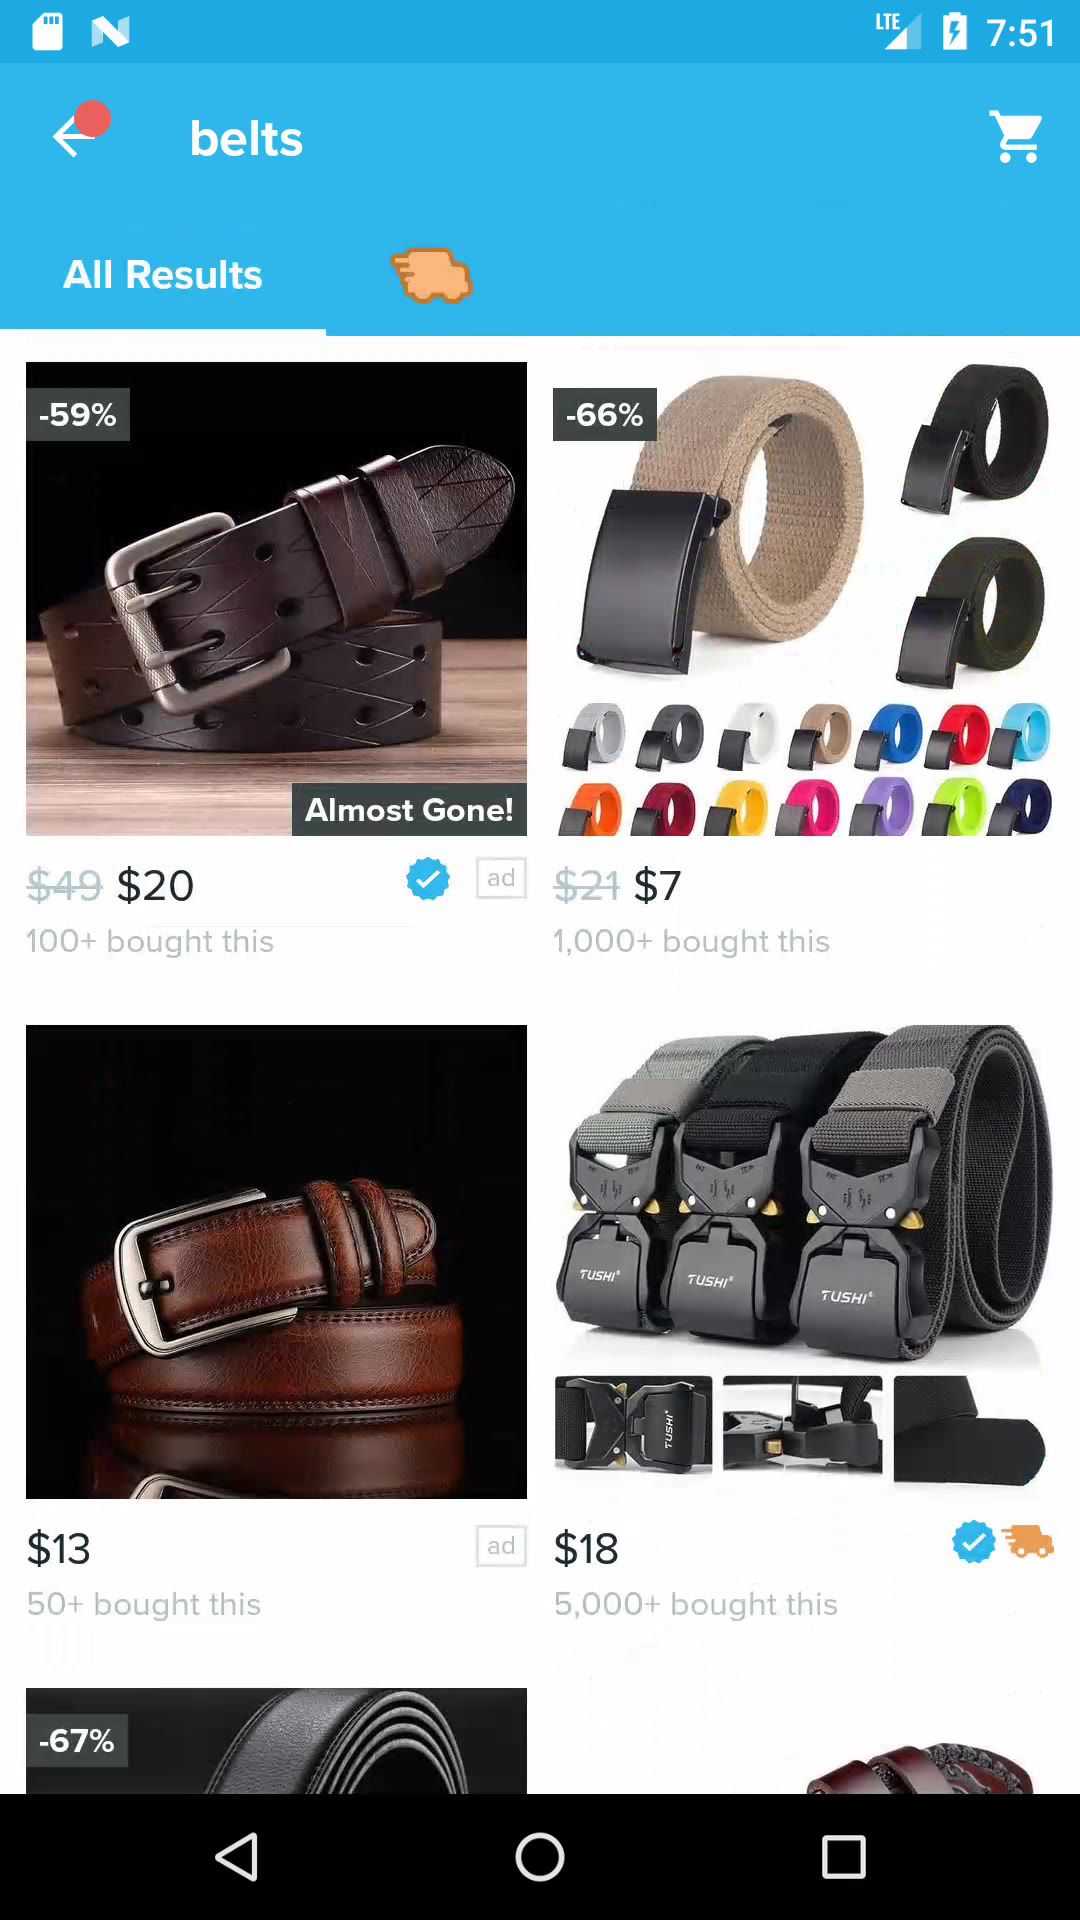 LTE 7:51
belts
All Results
-59%
-66%
Almost Gone!
$49 $20 ad
$21 $7
100+ bought this
1,000+ bought this
TUSHI
TUSHI
TUSHI
TUSHI
$13 ad
$18
50+ bought this
5,000+ bought this
-67%